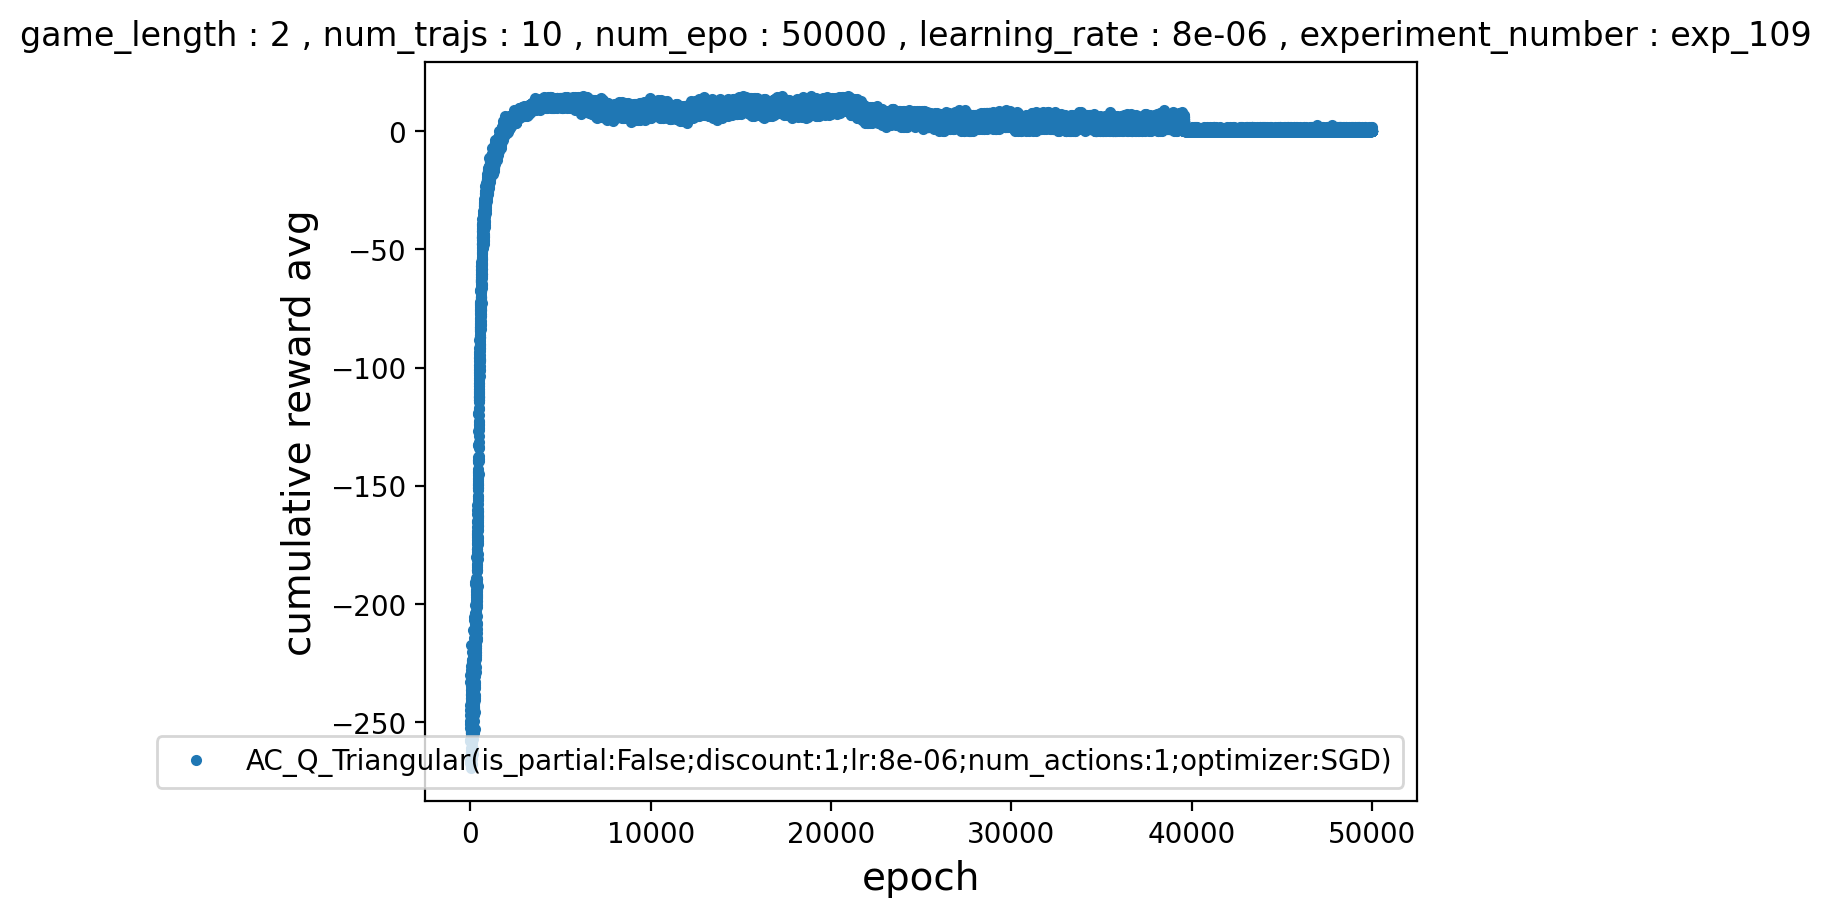 game_length : 2 , num_trajs : 10 , num_epo : 50000 , learning_rate : 8e-06 , experiment_number : exp_109
cumulative reward avg
0
−50
−100
−150
−200
−250
AC_Q_Triangular(is_partial:False;discount:1;lr:8e-06;num_actions:1;optimizer:SGD)
0 10000 20000 30000 40000 50000
epoch